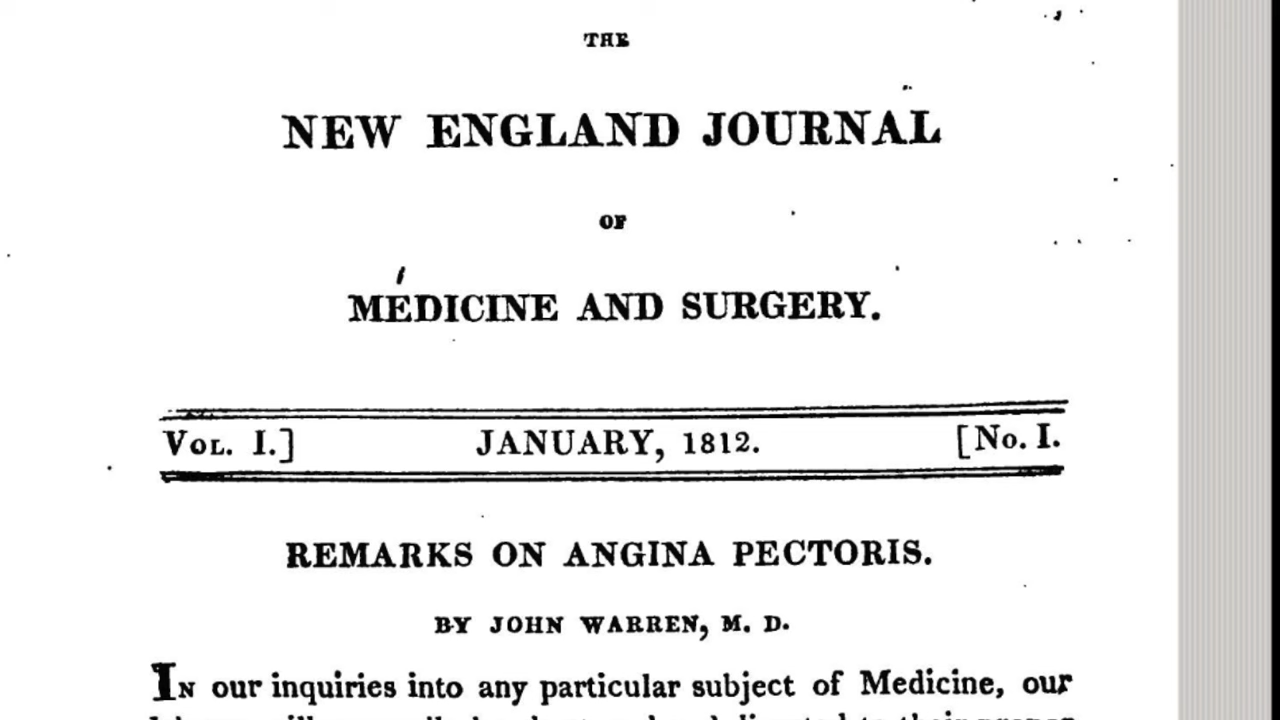 THE
NEW ENGLAND JOURNAL
OF
MEDICINE AND SURGERY.
VOL. I.] JANUARY, 1812. [No. I.
REMARKS ON ANGINA PECTORIS.
BY JOHN WARREN, M. D.
IN our inquiries into any particular subject of Medicine, our